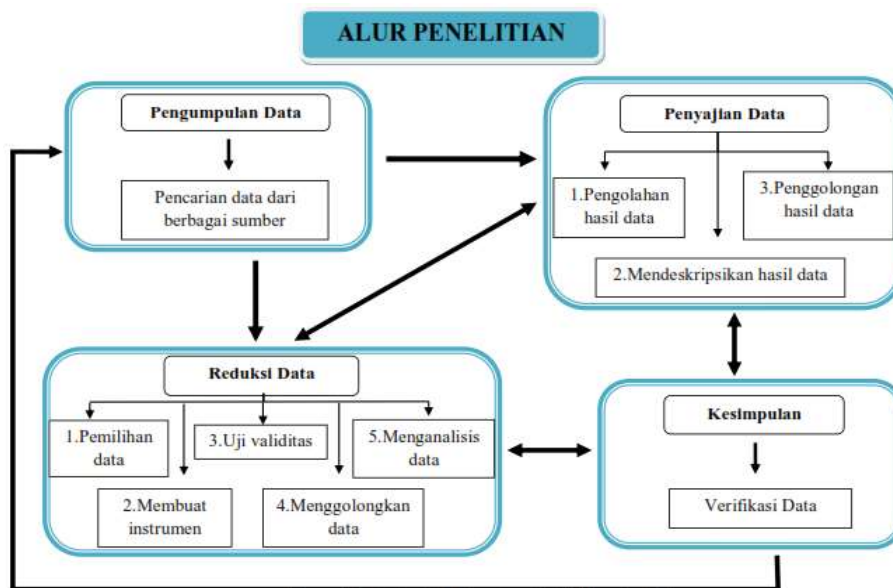 ALUR PENELITIAN
Pengumpulan Data
Pencarian data dari
berbagai sumber
Penyajian Data
1.Pengolahan
hasil data
3.Penggolongan
hasil data
2.Mendeskripsikan hasil data
Reduksi Data
1.Pemilihan
data
3.Uji validitas
5.Menganalisis
data
2.Membuat
instrumen
4.Menggolongkan
data
Kesimpulan
Verifikasi Data